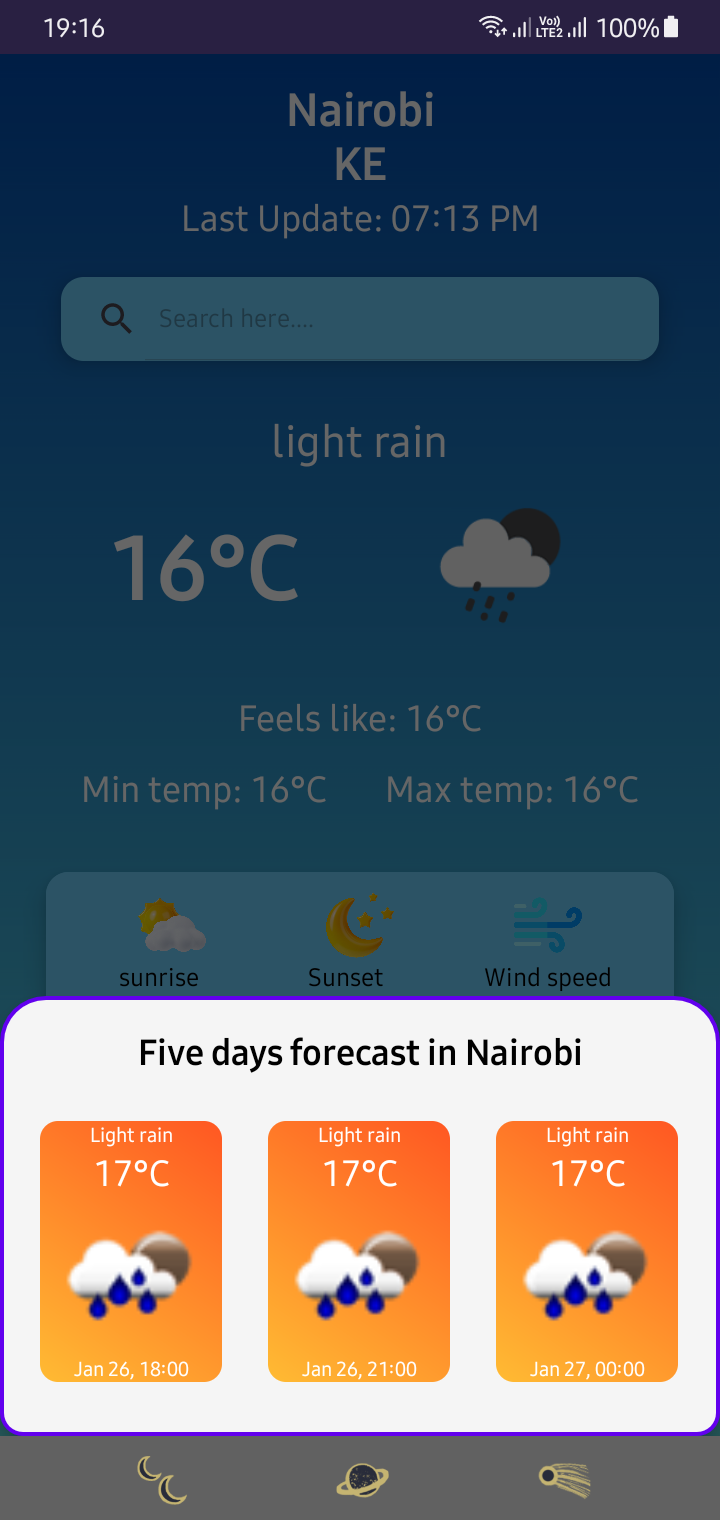 19:16
Vo))
LTE2
100%
Nairobi
KE
Last Update: 07:13 PM
Search here....
light rain
16°C
Feels like: 16°C
Min temp: 16°C Max temp: 16°C
sunrise Sunset Wind speed
Five days forecast in Nairobi
Light rain Light rain Light rain
17°C 17°C 17°C
Jan 26, 18:00 Jan 26, 21:00 Jan 27, 00:00